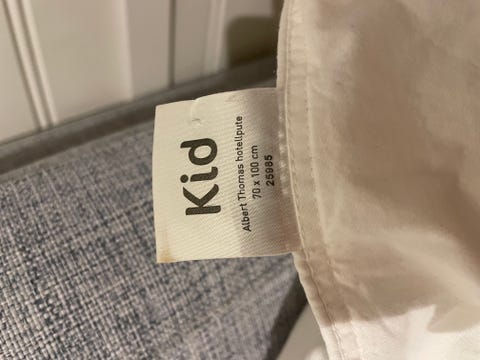 Kid
Albert Thomas hotellpute
70 x 100 cm
25985